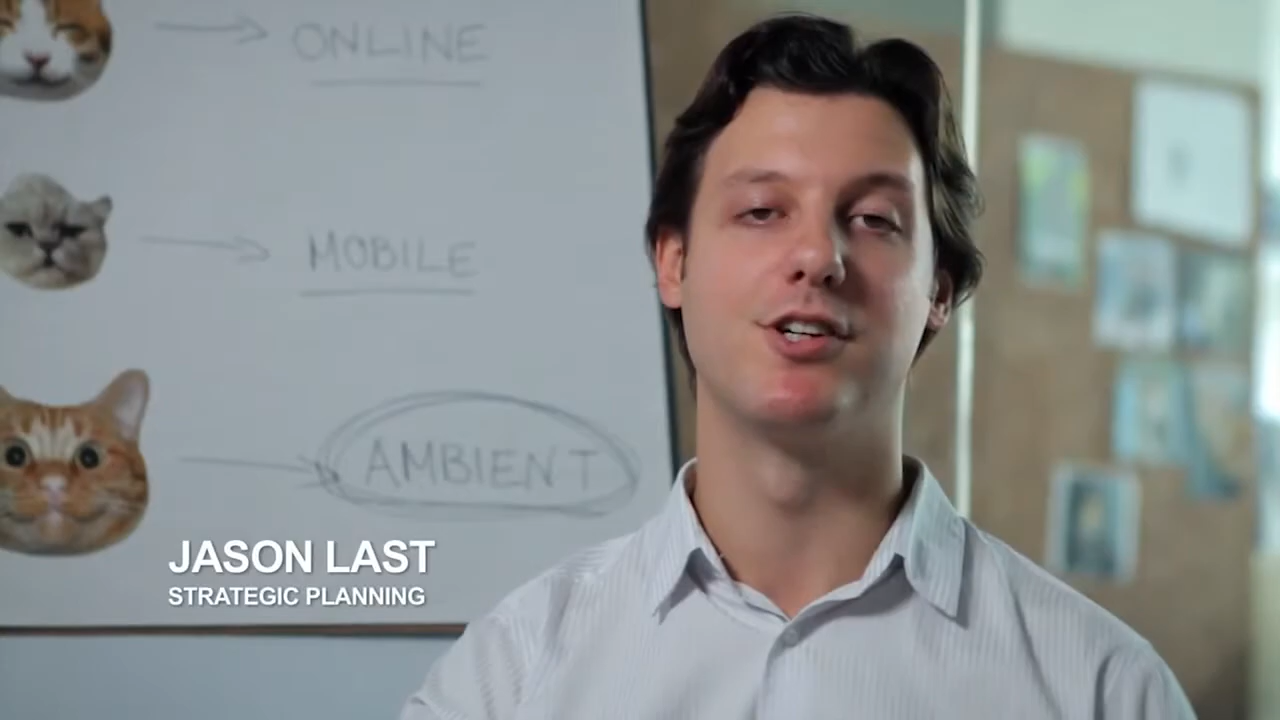 ONLINE
MOBILE
AMBIENT
JASON LAST
STRATEGIC PLANNING